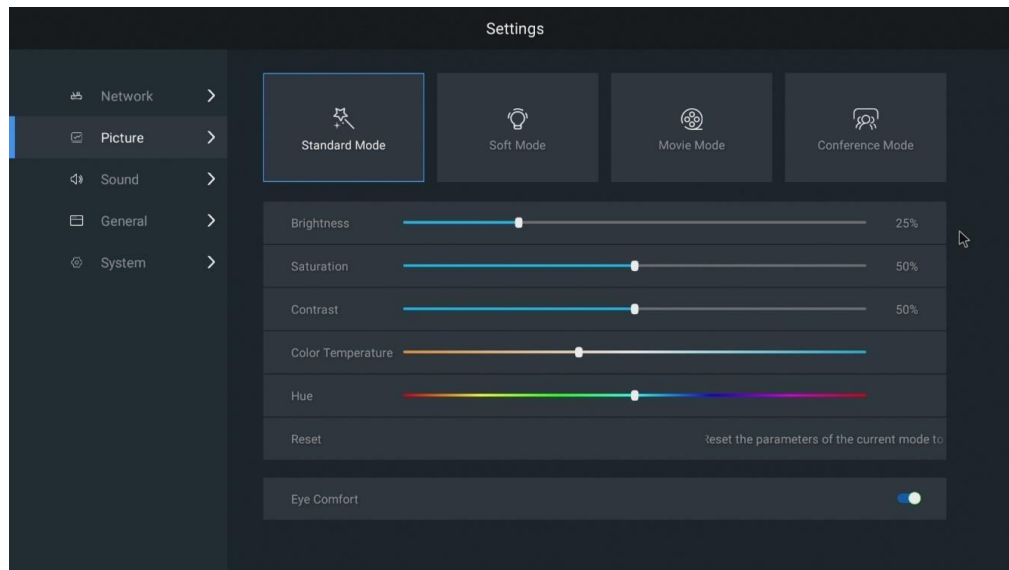 Settings
Network
Picture
Sound
General
System
Standard Mode
Soft Mode
Movie Mode
Conference Mode
Brightness 25%
Saturation 50%
Contrast 50%
Color Temperature
Hue
Reset the parameters of the current mode to
Eye Comfort